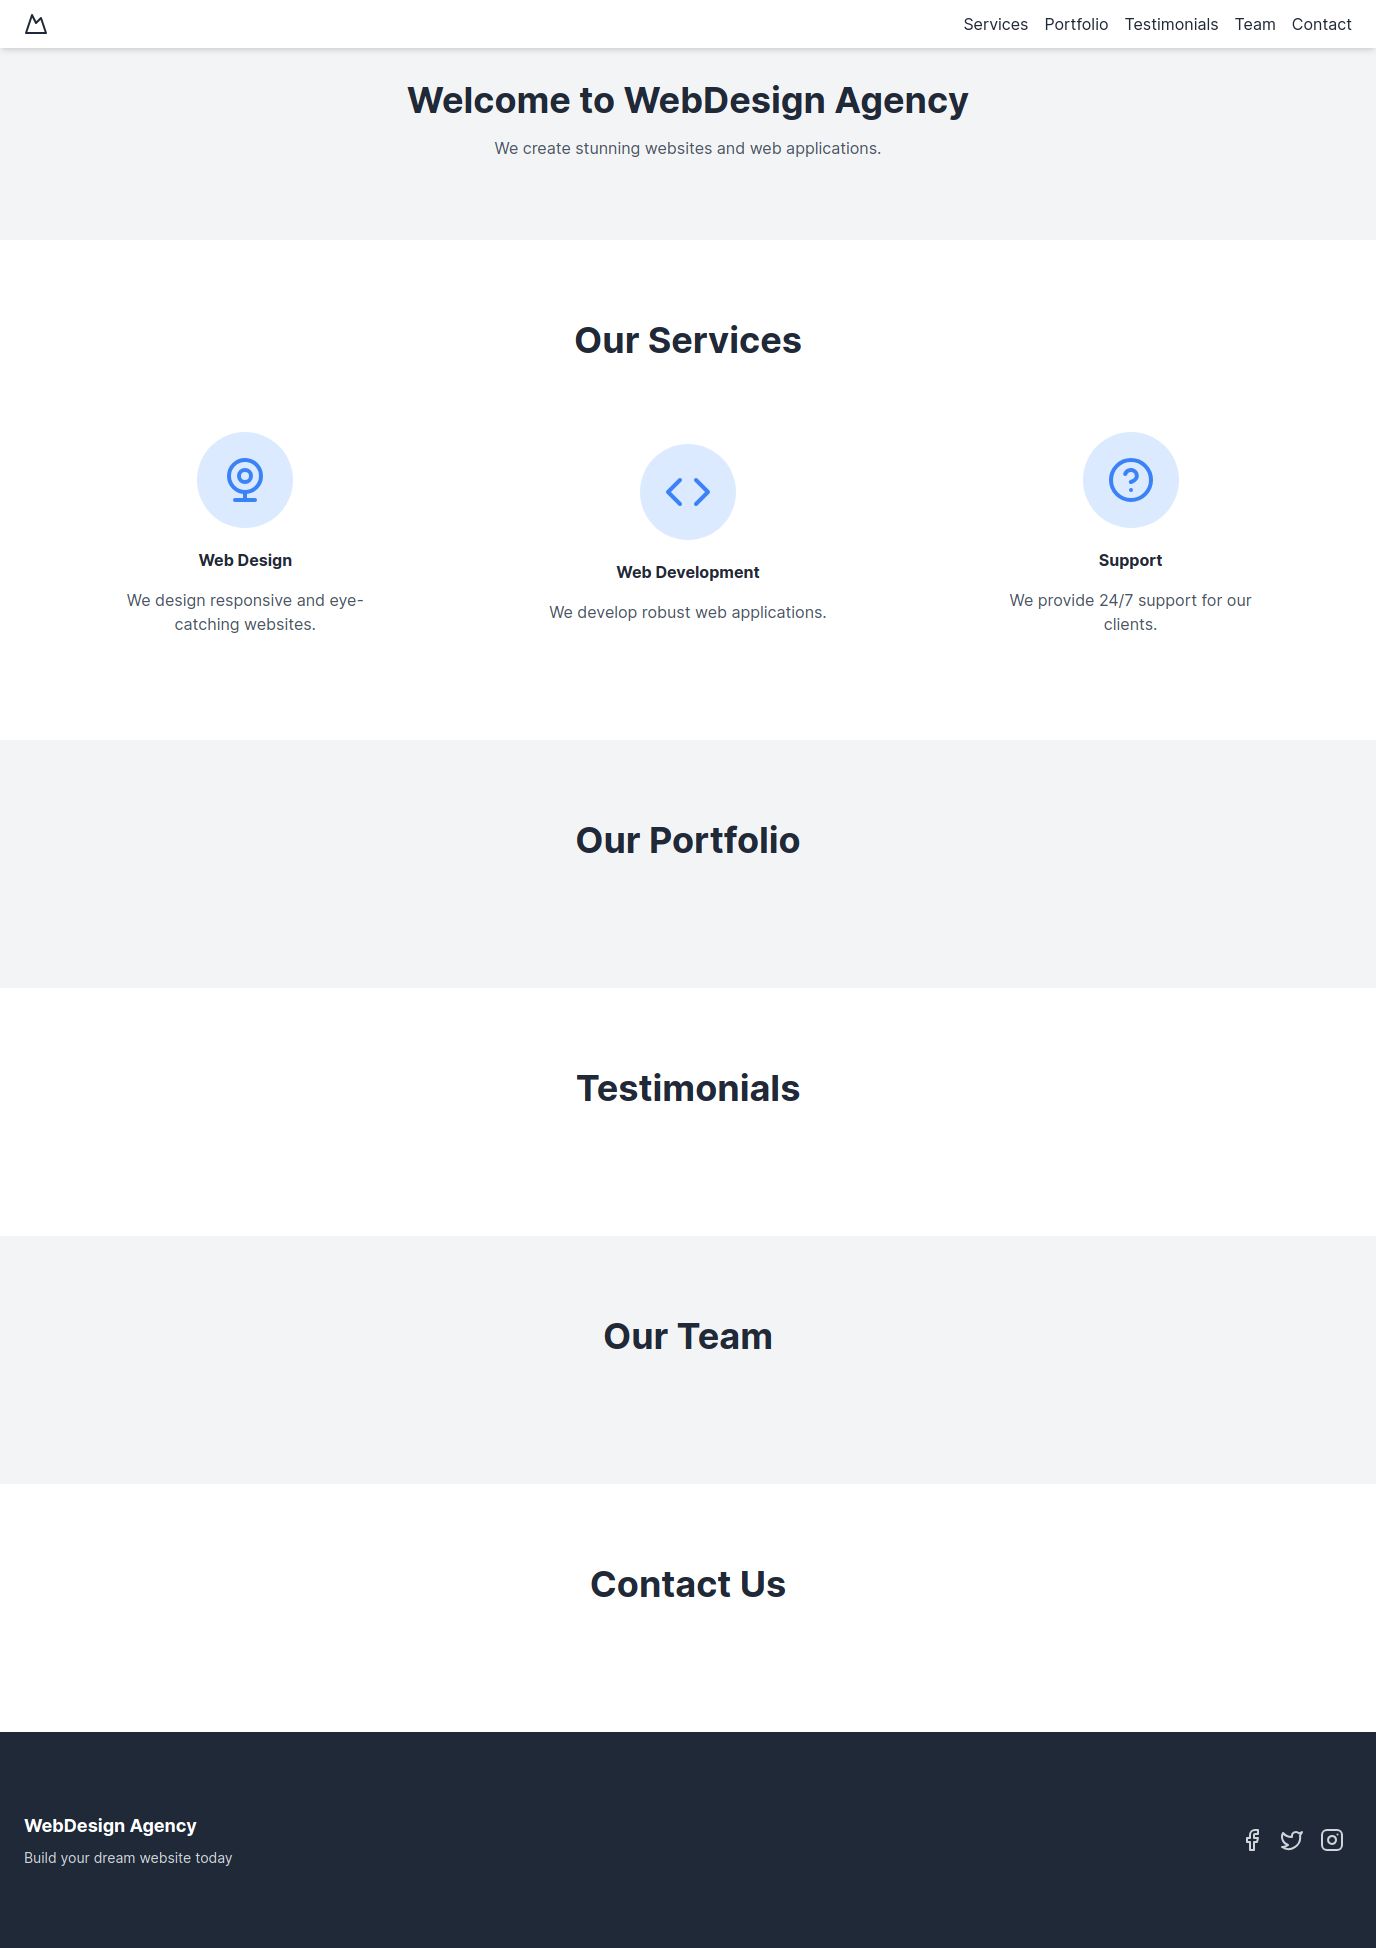 Services Portfolio Testimonials Team Contact
Welcome to WebDesign Agency
We create stunning websites and web applications.
Our Services
Web Design
We design responsive and eye-
catching websites.
Web Development
We develop robust web applications.
Support
We provide 24/7 support for our
clients.
Our Portfolio
Testimonials
Our Team
Contact Us
WebDesign Agency
Build your dream website today